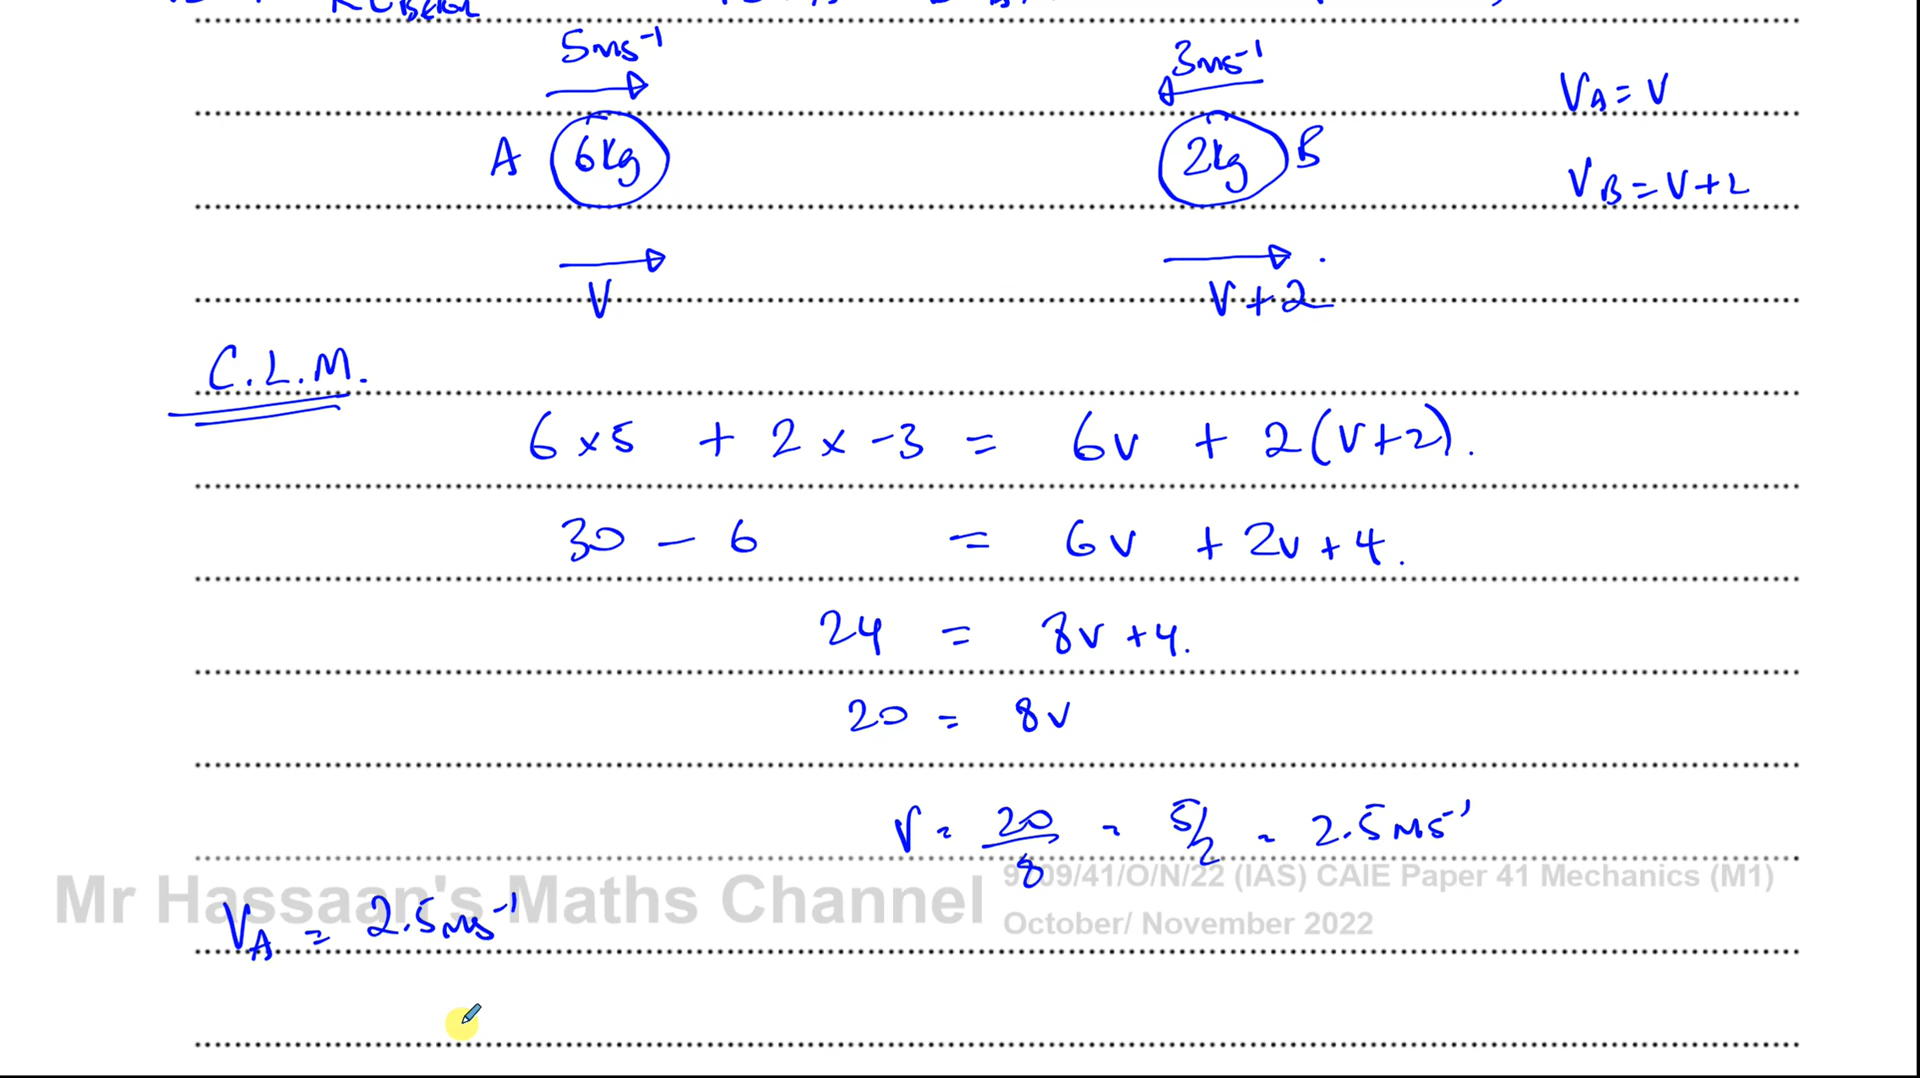 5ms⁻¹ 3ms⁻¹
V_A = V
A 6kg 2kg B
V_B = V+2
V V+2
C.L.M.
6×5 + 2×-3 = 6v + 2(v+2).
30 - 6 = 6v + 2v + 4.
24 = 8v + 4.
20 = 8v
V = 20/8 = 5/2 = 2.5ms⁻¹
Mr Hassaan's Maths Channel
9709/41/O/N/22 (IAS) CAIE Paper 41 Mechanics (M1)
October/ November 2022
V_A = 2.5ms⁻¹